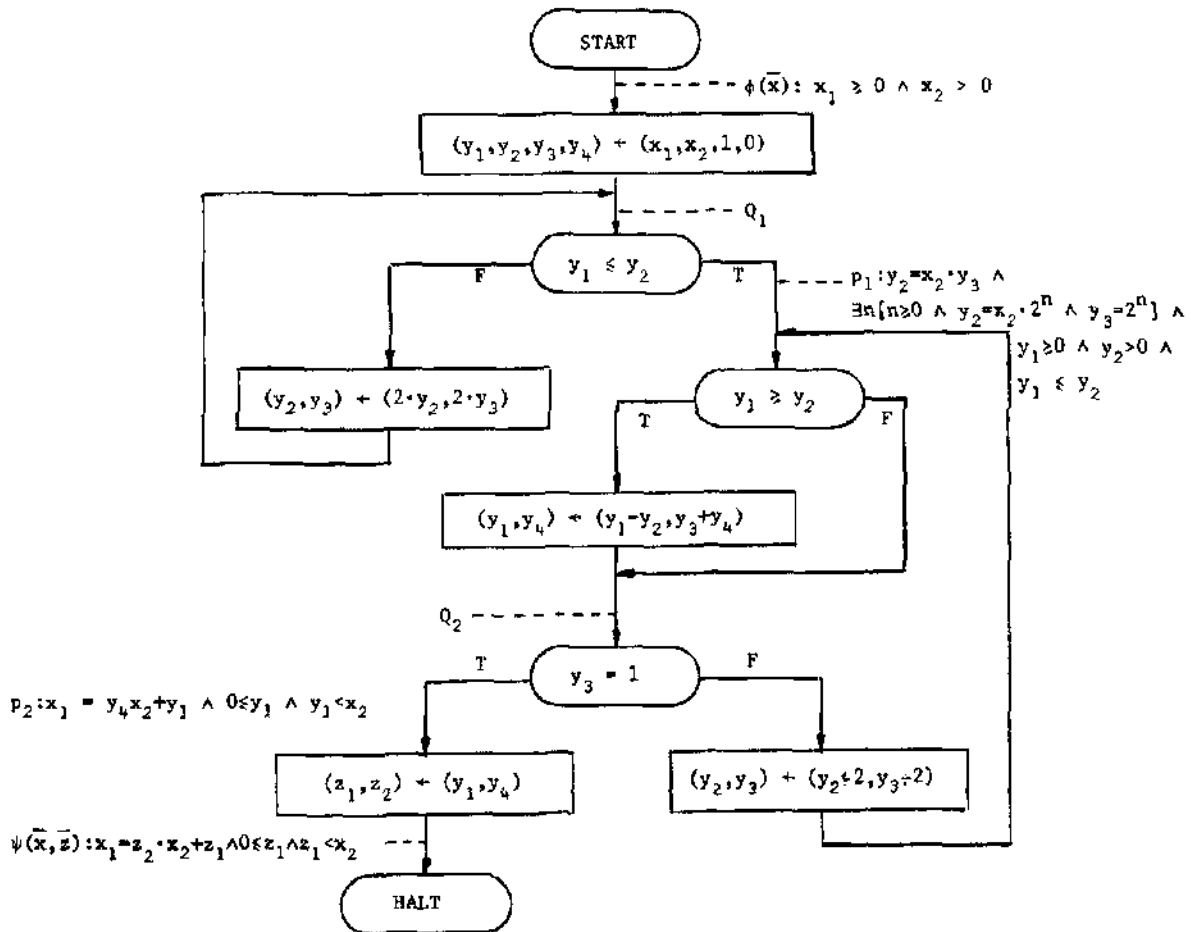 START
φ(x̄): x₁ ≥ 0 ∧ x₂ > 0
(y₁,y₂,y₃,y₄) ← (x₁,x₂,1,0)
Q₁
y₁ ≤ y₂
F
T
p₁:y₂=x₂·y₃ ∧
∃n[n≥0 ∧ y₂=x₂·2ⁿ ∧ y₃=2ⁿ] ∧
y₁≥0 ∧ y₂>0 ∧
y₁ ≤ y₂
(y₂,y₃) ← (2·y₂,2·y₃)
y₁ ≥ y₂
T
F
(y₁,y₄) ← (y₁-y₂,y₃+y₄)
Q₂
y₃ = 1
T
F
p₂:x₁ = y₄x₂+y₁ ∧ 0≤y₁ ∧ y₁<x₂
(z₁,z₂) ← (y₁,y₄)
(y₂,y₃) ← (y₂÷2,y₃÷2)
ψ(x̄,z̄):x₁=z₂·x₂+z₁∧0≤z₁∧z₁<x₂
HALT